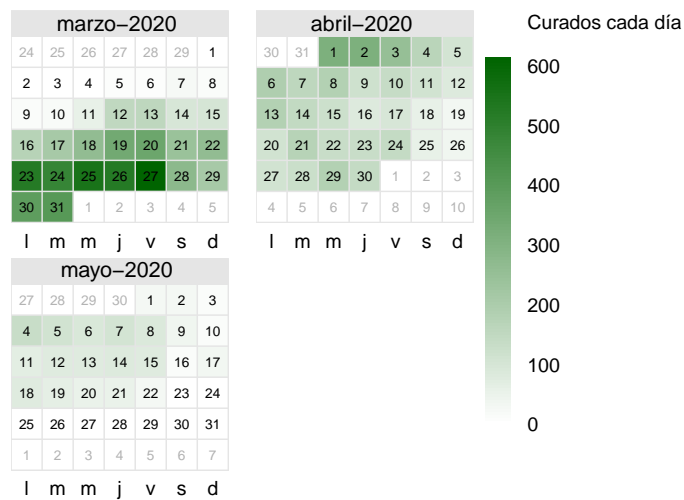 marzo–2020
24 25 26 27 28 29 1
2 3 4 5 6 7 8
9 10 11 12 13 14 15
16 17 18 19 20 21 22
23 24 25 26 27 28 29
30 31 1 2 3 4 5
l m m j v s d
abril–2020
30 31 1 2 3 4 5
6 7 8 9 10 11 12
13 14 15 16 17 18 19
20 21 22 23 24 25 26
27 28 29 30 1 2 3
4 5 6 7 8 9 10
l m m j v s d
mayo–2020
27 28 29 30 1 2 3
4 5 6 7 8 9 10
11 12 13 14 15 16 17
18 19 20 21 22 23 24
25 26 27 28 29 30 31
1 2 3 4 5 6 7
l m m j v s d
Curados cada día
600
500
400
300
200
100
0